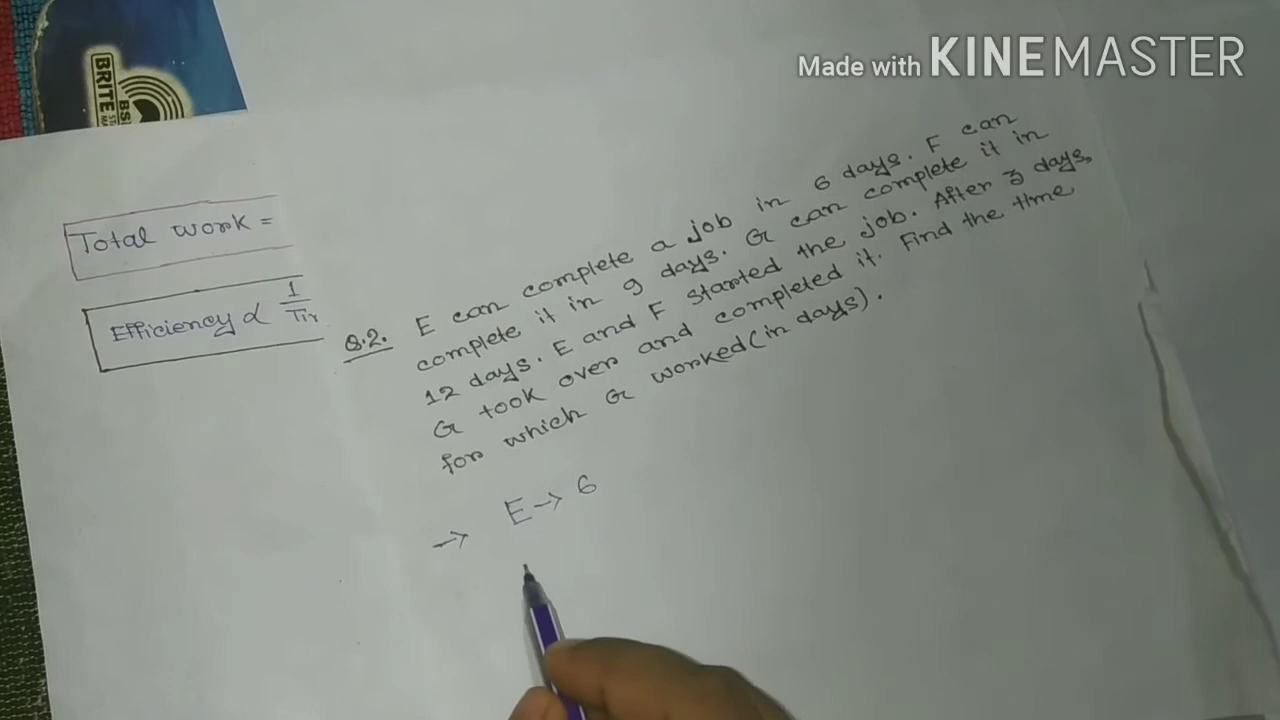 Made with KINEMASTER
BRITE
Total work =
Efficiency ∝ 1
Q.2. E can complete a job in 6 days. F can
complete it in 9 days. G can complete it in
12 days. E and F started the job. After 3 days,
G took over and completed it. Find the time
for which G worked (in days).
→ E → 6